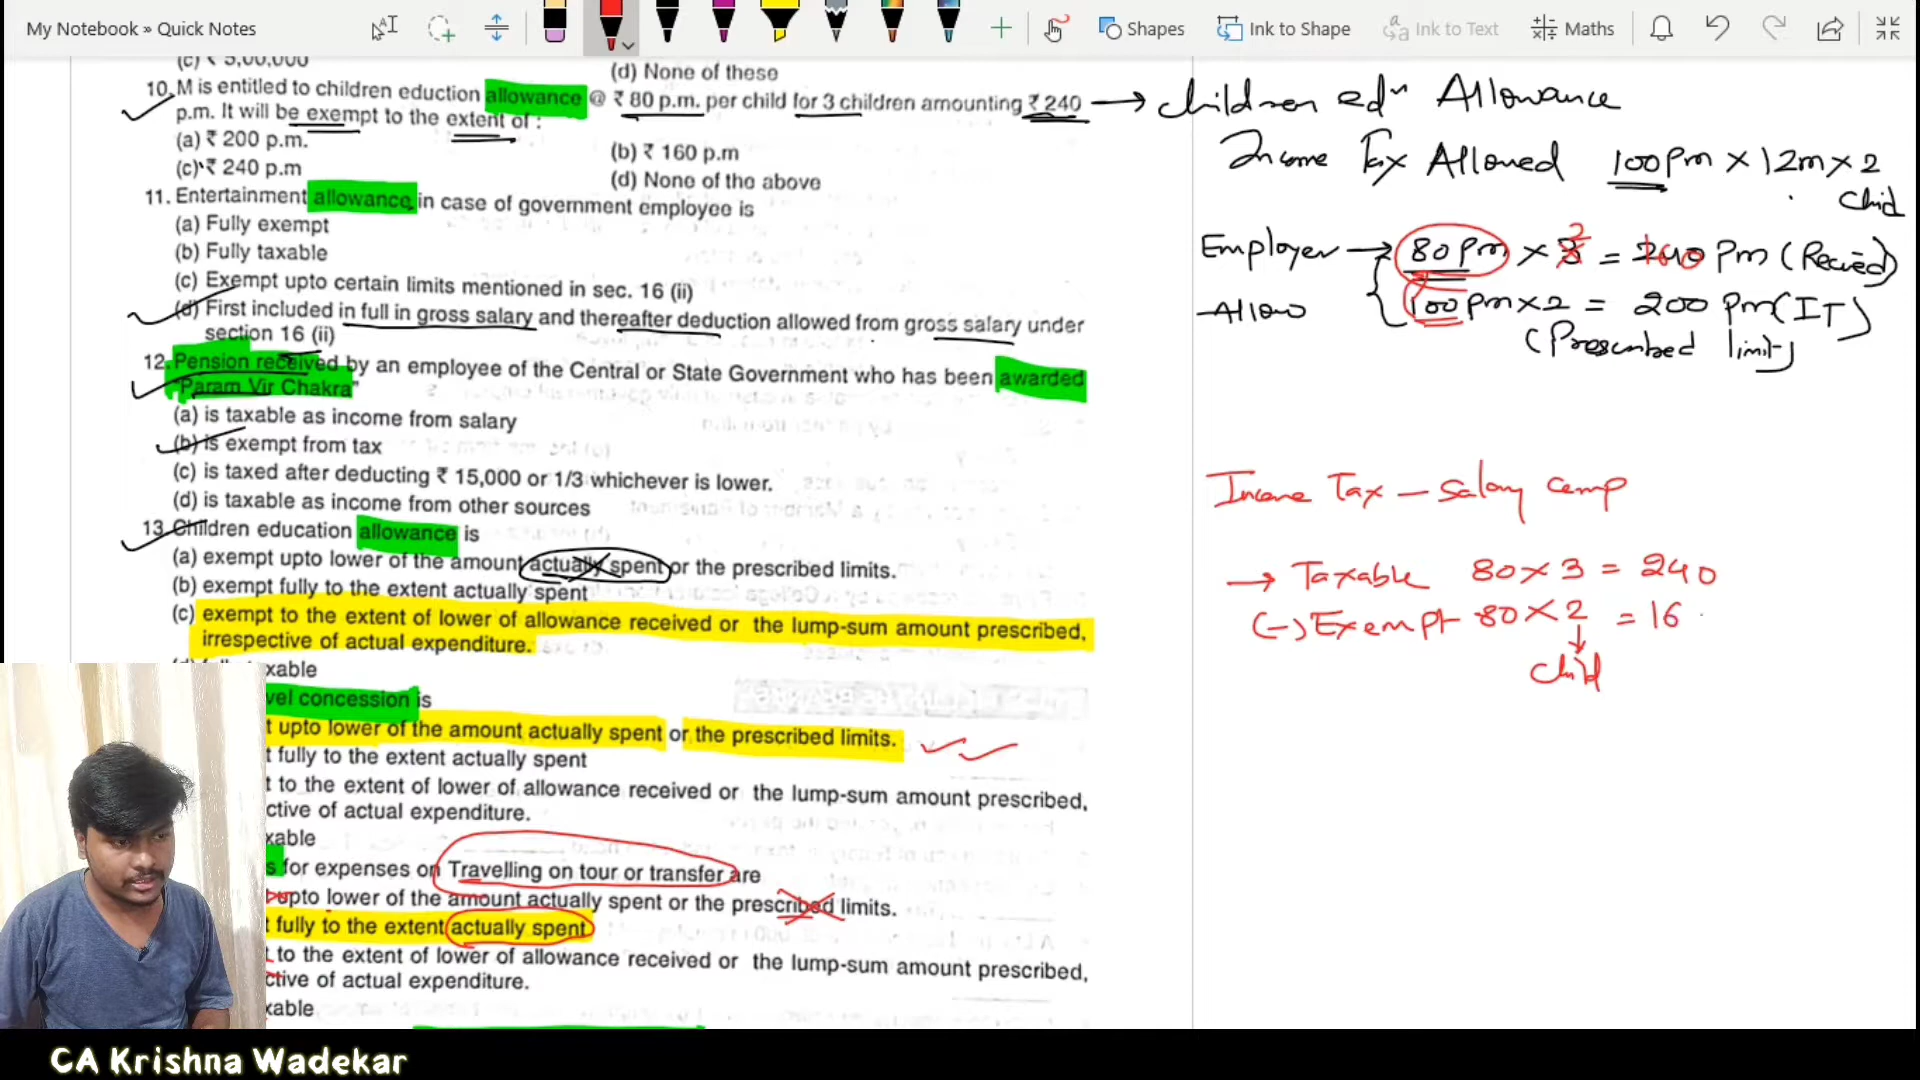 My Notebook » Quick Notes
Shapes
Ink to Shape
Ink to Text
Maths
(c) ₹ 5,00,000
(d) None of these
10. M is entitled to children eduction allowance @ ₹ 80 p.m. per child for 3 children amounting ₹ 240
p.m. It will be exempt to the extent of :
(a) ₹ 200 p.m.
(b) ₹ 160 p.m
(c) ₹ 240 p.m
(d) None of the above
11. Entertainment allowance, in case of government employee is
(a) Fully exempt
(b) Fully taxable
(c) Exempt upto certain limits mentioned in sec. 16 (ii)
(d) First included in full in gross salary and thereafter deduction allowed from gross salary under
section 16 (ii)
12. Pension received by an employee of the Central or State Government who has been awarded
"Param Vir Chakra"
(a) is taxable as income from salary
(b) is exempt from tax
(c) is taxed after deducting ₹ 15,000 or 1/3 whichever is lower.
(d) is taxable as income from other sources
13. Children education allowance is
(a) exempt upto lower of the amount actually spent or the prescribed limits.
(b) exempt fully to the extent actually spent
(c) exempt to the extent of lower of allowance received or the lump-sum amount prescribed,
irrespective of actual expenditure.
xable
vel concession is
t upto lower of the amount actually spent or the prescribed limits.
t fully to the extent actually spent
t to the extent of lower of allowance received or the lump-sum amount prescribed,
ctive of actual expenditure.
xable
s for expenses on Travelling on tour or transfer are
upto lower of the amount actually spent or the prescribed limits.
t fully to the extent actually spent
to the extent of lower of allowance received or the lump-sum amount prescribed,
ctive of actual expenditure.
xable
→ Children edn Allowance
Income Tax Allowed 100 Pm × 12m × 2
Child
Employer → 80 Pm × 2 = 160 Pm (Recived)
Allow 100 Pm × 2 = 200 Pm (IT)
(Prescribed limit)
Income Tax – Salary comp
→ Taxable 80 × 3 = 240
(-) Exempt 80 × 2 = 16
↓
Child
CA Krishna Wadekar